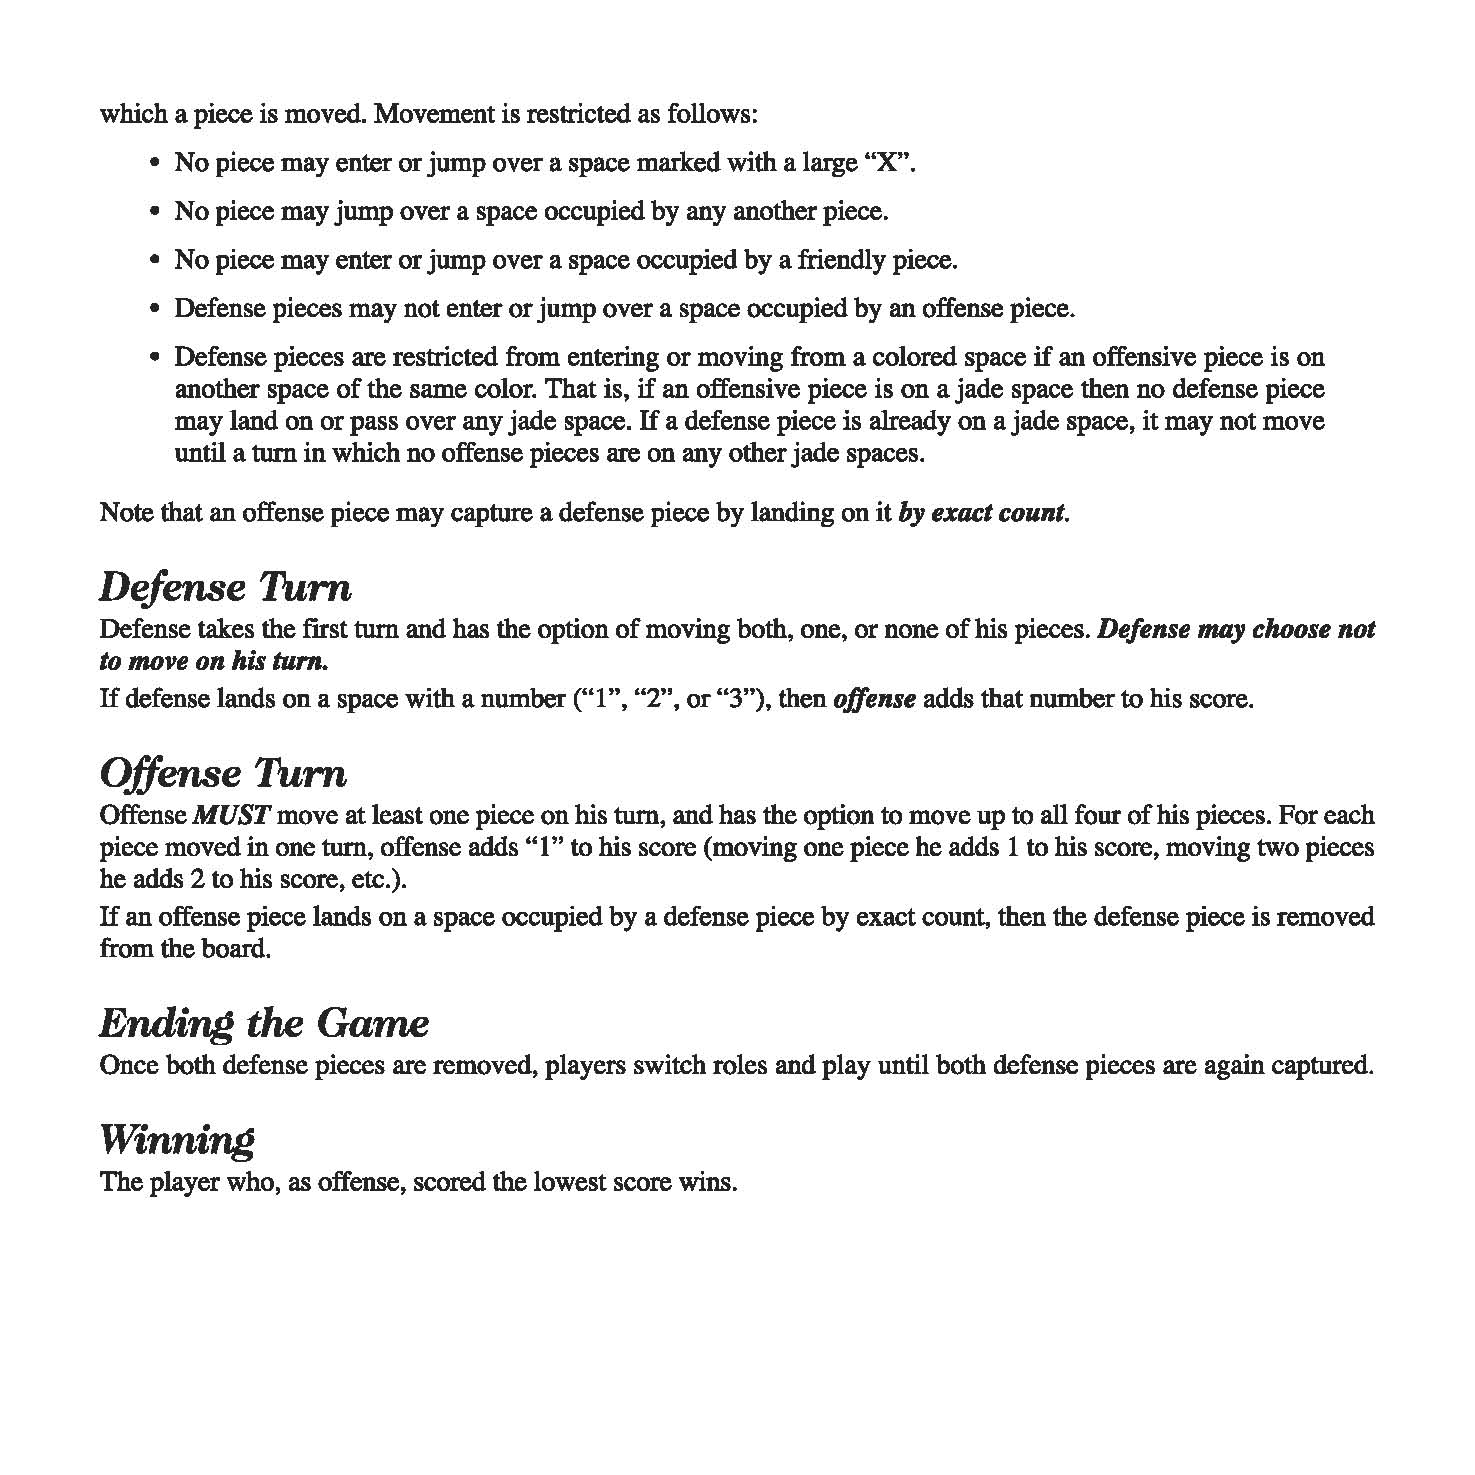 which a piece is moved. Movement is restricted as follows:
• No piece may enter or jump over a space marked with a large “X”.
• No piece may jump over a space occupied by any another piece.
• No piece may enter or jump over a space occupied by a friendly piece.
• Defense pieces may not enter or jump over a space occupied by an offense piece.
• Defense pieces are restricted from entering or moving from a colored space if an offensive piece is on
another space of the same color. That is, if an offensive piece is on a jade space then no defense piece
may land on or pass over any jade space. If a defense piece is already on a jade space, it may not move
until a turn in which no offense pieces are on any other jade spaces.
Note that an offense piece may capture a defense piece by landing on it by exact count.
Defense Turn
Defense takes the first turn and has the option of moving both, one, or none of his pieces. Defense may choose not
to move on his turn.
If defense lands on a space with a number (“1”, “2”, or “3”), then offense adds that number to his score.
Offense Turn
Offense MUST move at least one piece on his turn, and has the option to move up to all four of his pieces. For each
piece moved in one turn, offense adds “1” to his score (moving one piece he adds 1 to his score, moving two pieces
he adds 2 to his score, etc.).
If an offense piece lands on a space occupied by a defense piece by exact count, then the defense piece is removed
from the board.
Ending the Game
Once both defense pieces are removed, players switch roles and play until both defense pieces are again captured.
Winning
The player who, as offense, scored the lowest score wins.